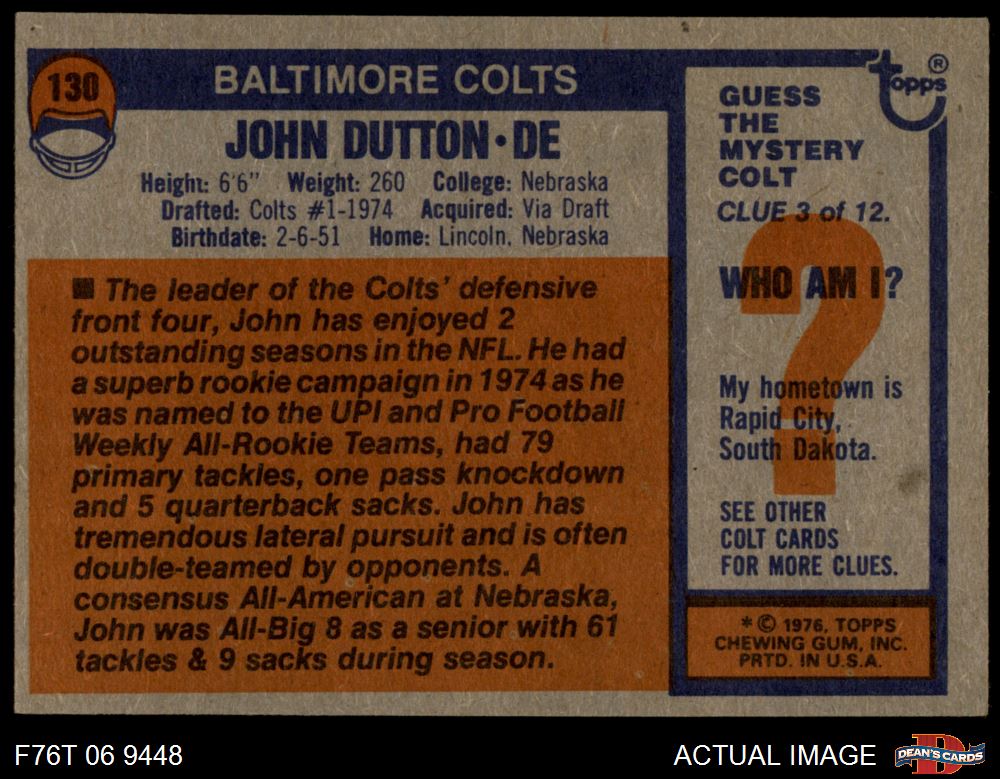 130
BALTIMORE COLTS
JOHN DUTTON • DE
Height: 6'6" Weight: 260 College: Nebraska
Drafted: Colts #1-1974 Acquired: Via Draft
Birthdate: 2-6-51 Home: Lincoln, Nebraska
■ The leader of the Colts' defensive
front four, John has enjoyed 2
outstanding seasons in the NFL. He had
a superb rookie campaign in 1974 as he
was named to the UPI and Pro Football
Weekly All-Rookie Teams, had 79
primary tackles, one pass knockdown
and 5 quarterback sacks. John has
tremendous lateral pursuit and is often
double-teamed by opponents. A
consensus All-American at Nebraska,
John was All-Big 8 as a senior with 61
tackles & 9 sacks during season.
Topps ®
GUESS
THE
MYSTERY
COLT
CLUE 3 of 12.
?
WHO AM I?
My hometown is
Rapid City,
South Dakota.
SEE OTHER
COLT CARDS
FOR MORE CLUES.
* © 1976, TOPPS
CHEWING GUM, INC.
PRTD. IN U.S.A.
F76T 06 9448
ACTUAL IMAGE
D
DEAN'S CARDS